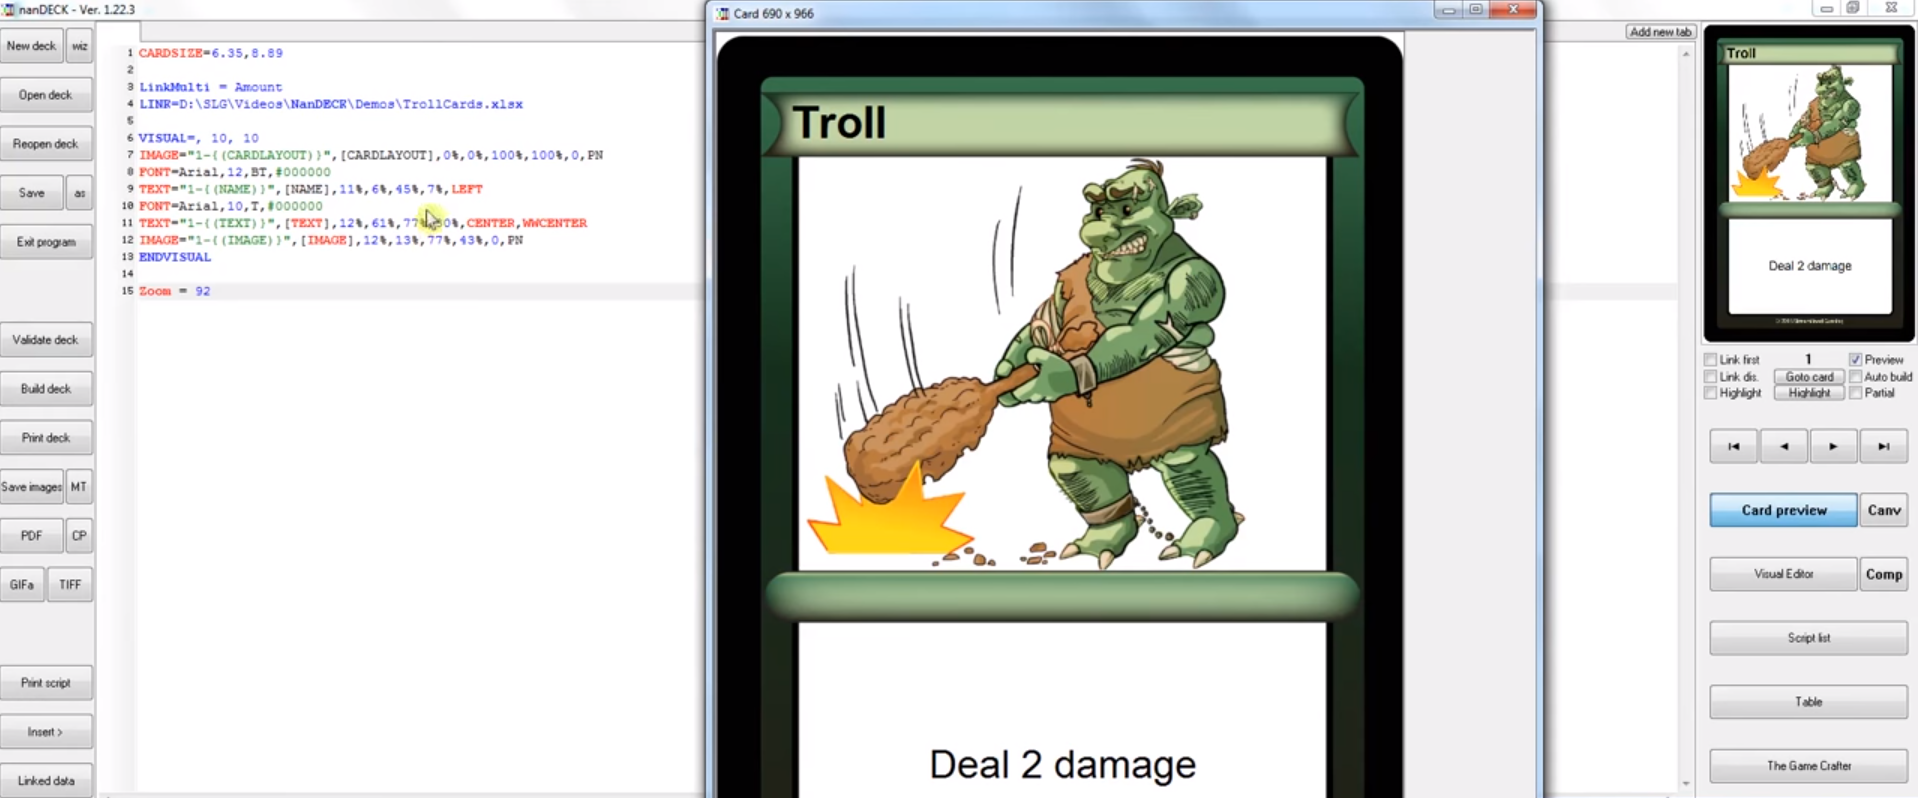 nanDECK - Ver. 1.22.3
New deck
wiz
Open deck
Reopen deck
Save
as
Exit program
Validate deck
Build deck
Print deck
Save images
MT
PDF
CP
GIFa
TIFF
Print script
Insert >
Linked data
1 CARDSIZE=6.35,8.89
2
3 LinkMulti = Amount
4 LINK=D:\SLG\Videos\NanDECK\Demos\TrollCards.xlsx
5
6 VISUAL=, 10, 10
7 IMAGE="1-{(CARDLAYOUT)}",[CARDLAYOUT],0%,0%,100%,100%,0,PN
8 FONT=Arial,12,BT,#000000
9 TEXT="1-{(NAME)}",[NAME],11%,6%,45%,7%,LEFT
10 FONT=Arial,10,T,#000000
11 TEXT="1-{(TEXT)}",[TEXT],12%,61%,77% 0%,CENTER,WWCENTER
12 IMAGE="1-{(IMAGE)}",[IMAGE],12%,13%,77%,43%,0,PN
13 ENDVISUAL
14
15 Zoom = 92
Card 690 x 966
Troll
Deal 2 damage
Add new tab
Troll
Deal 2 damage
Link first
1
Preview
Link dis.
Goto card
Auto build
Highlight
Highlight
Partial
Card preview
Canv
Visual Editor
Comp
Script list
Table
The Game Crafter